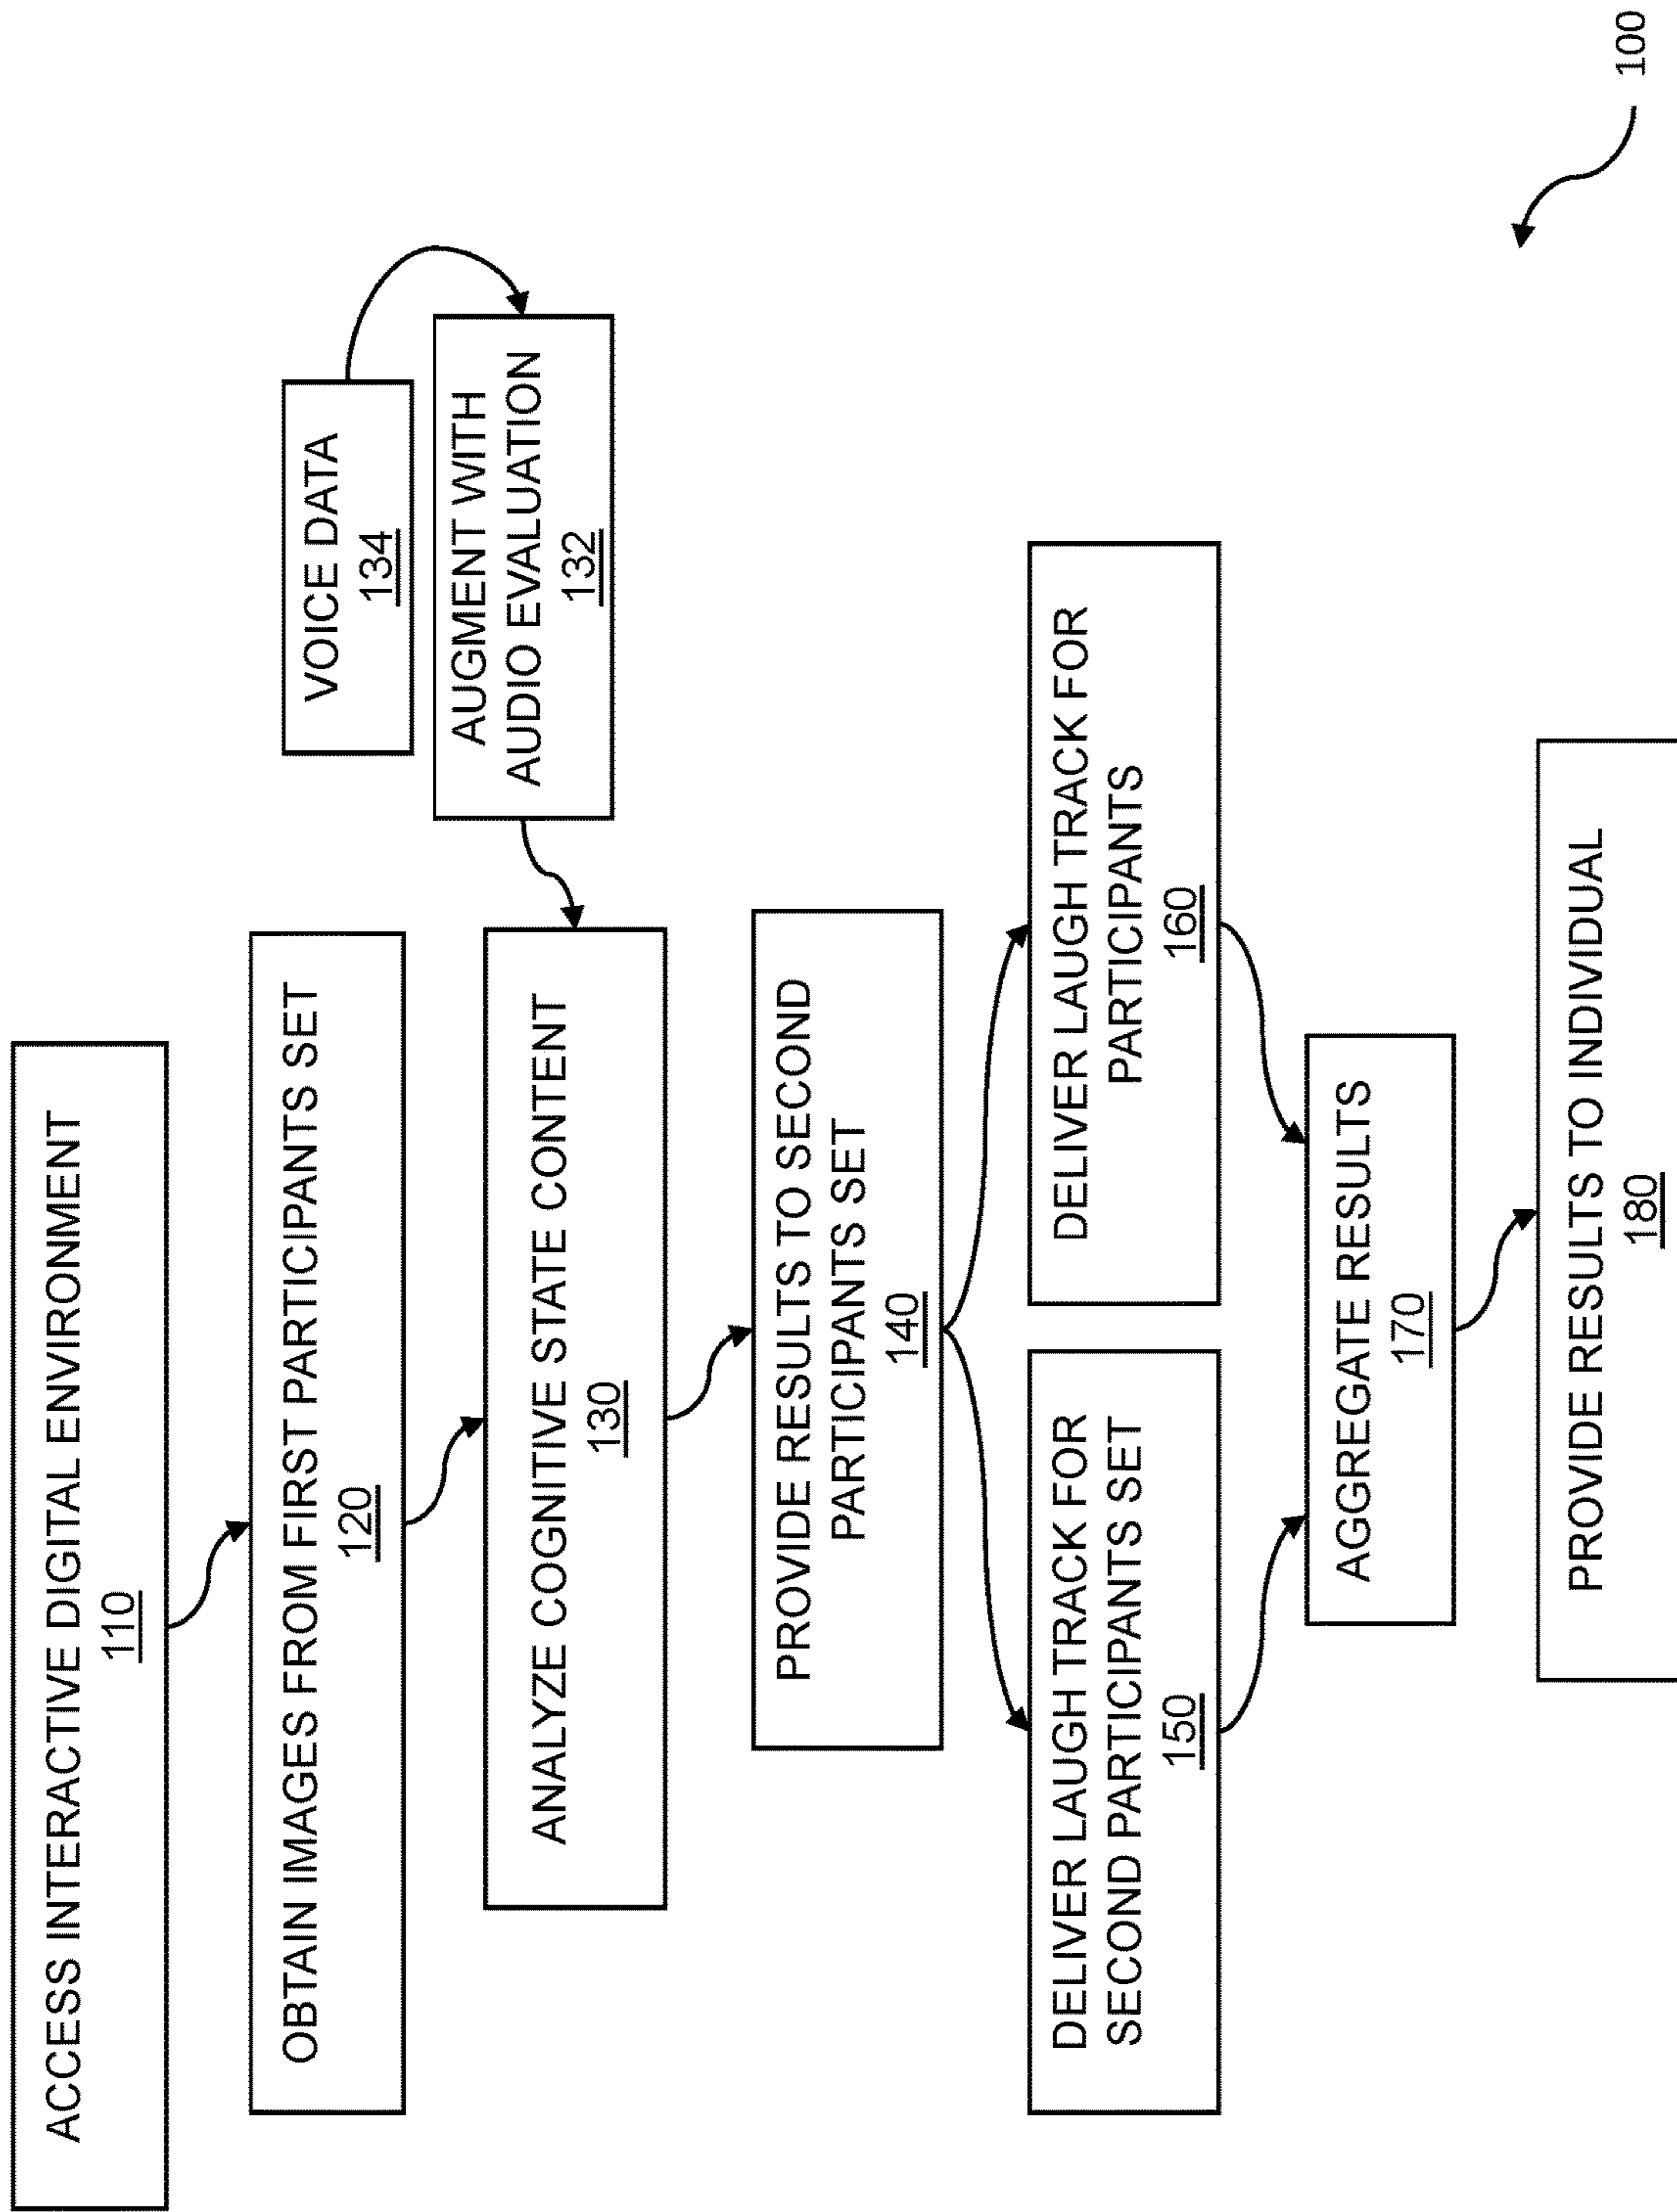 ACCESS INTERACTIVE DIGITAL ENVIRONMENT
110
OBTAIN IMAGES FROM FIRST PARTICIPANTS SET
120
VOICE DATA
134
AUGMENT WITH
AUDIO EVALUATION
132
ANALYZE COGNITIVE STATE CONTENT
130
PROVIDE RESULTS TO SECOND
PARTICIPANTS SET
140
DELIVER LAUGH TRACK FOR
SECOND PARTICIPANTS SET
150
DELIVER LAUGH TRACK FOR
PARTICIPANTS
160
AGGREGATE RESULTS
170
PROVIDE RESULTS TO INDIVIDUAL
180
100